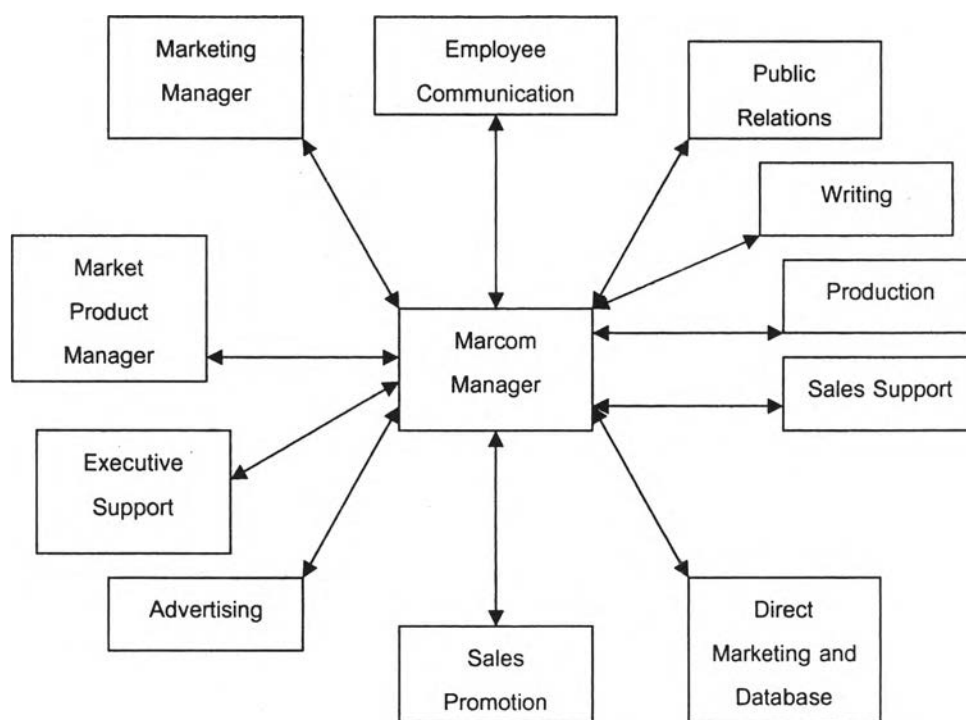 Marketing
Manager
Employee
Communication
Public
Relations
Writing
Market
Product
Manager
Production
Marcom
Manager
Sales Support
Executive
Support
Advertising
Sales
Promotion
Direct
Marketing and
Database